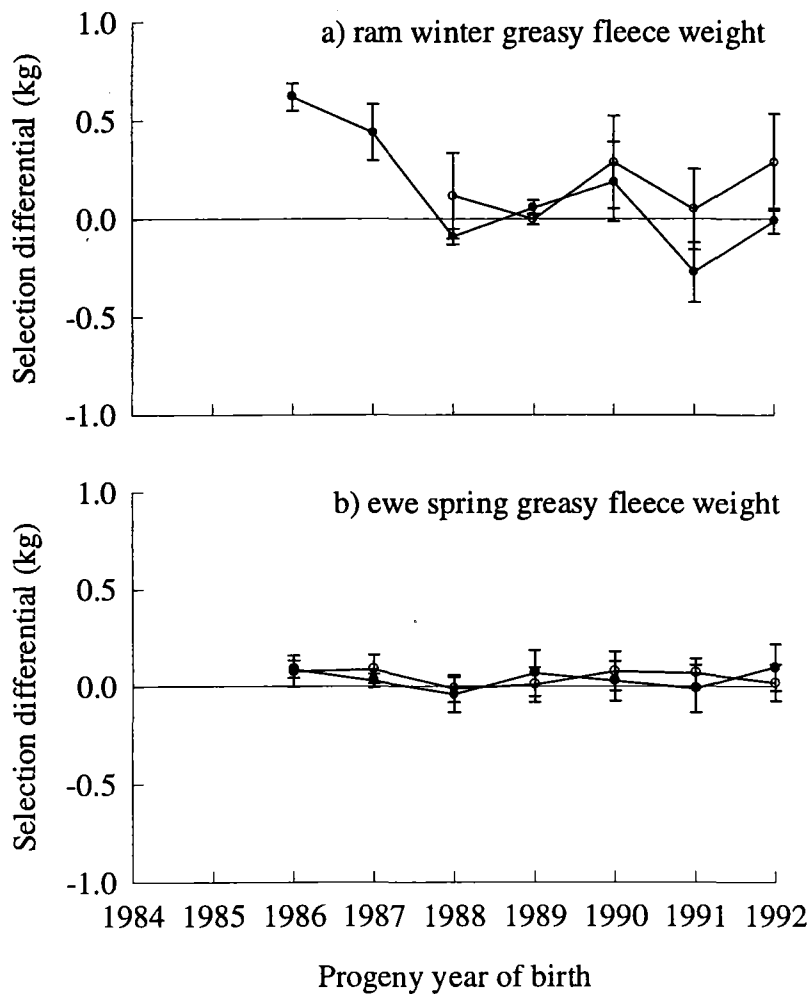 a) ram winter greasy fleece weight
1.0
0.5
0.0
-0.5
-1.0
Selection differential (kg)
b) ewe spring greasy fleece weight
1.0
0.5
0.0
-0.5
-1.0
Selection differential (kg)
1984 1985 1986 1987 1988 1989 1990 1991 1992
Progeny year of birth